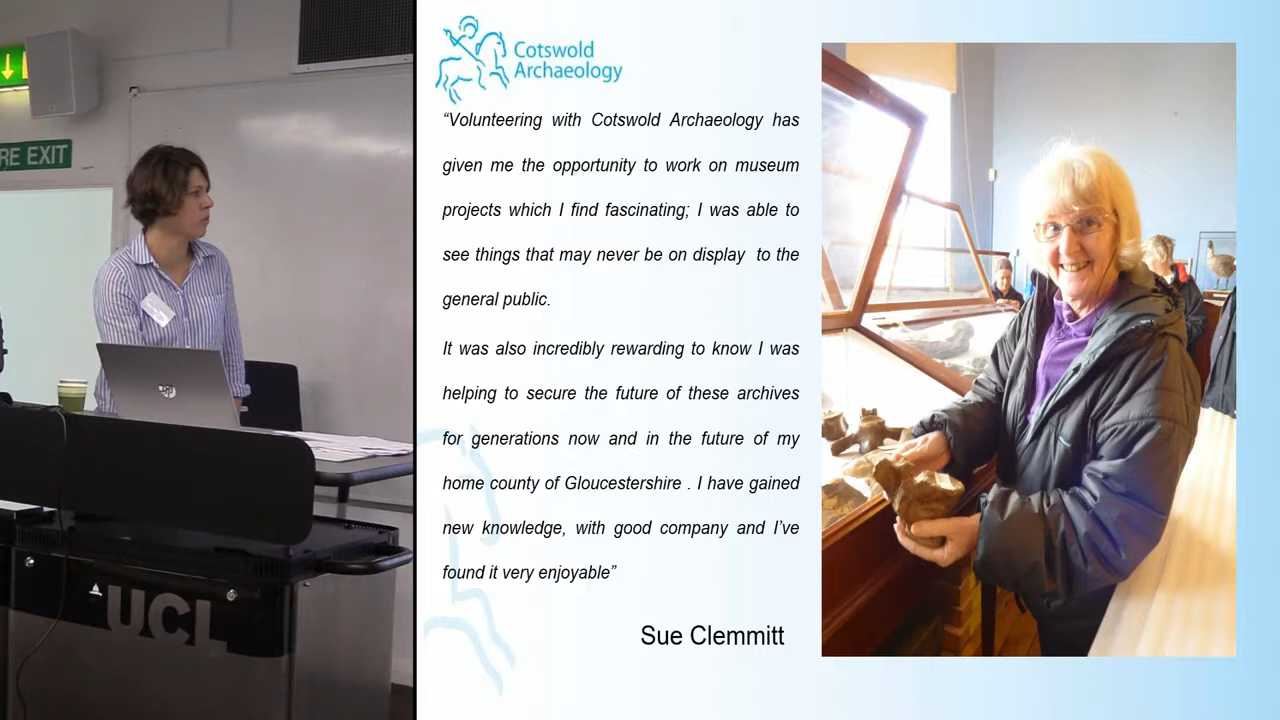 RE EXIT
UCL
Cotswold
Archaeology
“Volunteering with Cotswold Archaeology has
given me the opportunity to work on museum
projects which I find fascinating; I was able to
see things that may never be on display to the
general public.
It was also incredibly rewarding to know I was
helping to secure the future of these archives
for generations now and in the future of my
home county of Gloucestershire . I have gained
new knowledge, with good company and I’ve
found it very enjoyable”
Sue Clemmitt